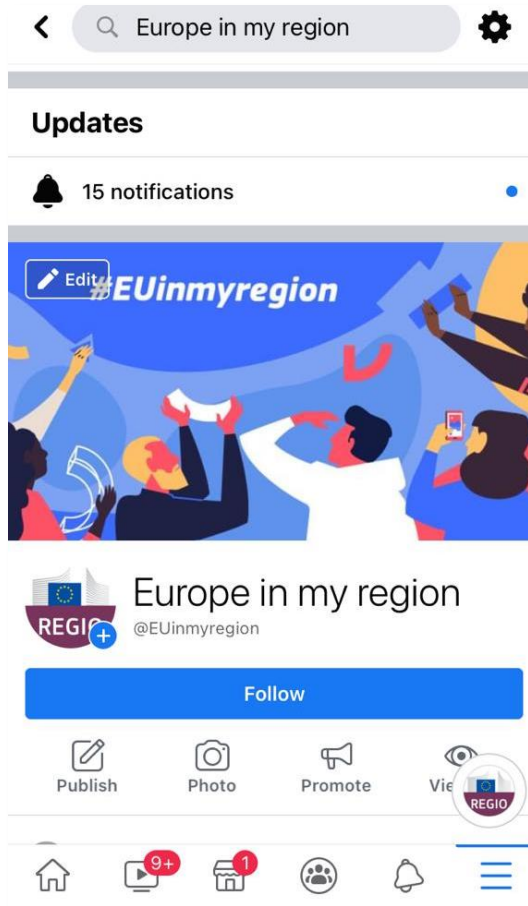 Europe in my region
Updates
15 notifications
Edit
#EUinmyregion
Europe in my region
@EUinmyregion
REGIO
Follow
Publish
Photo
Promote
Vie
REGIO
9+
1